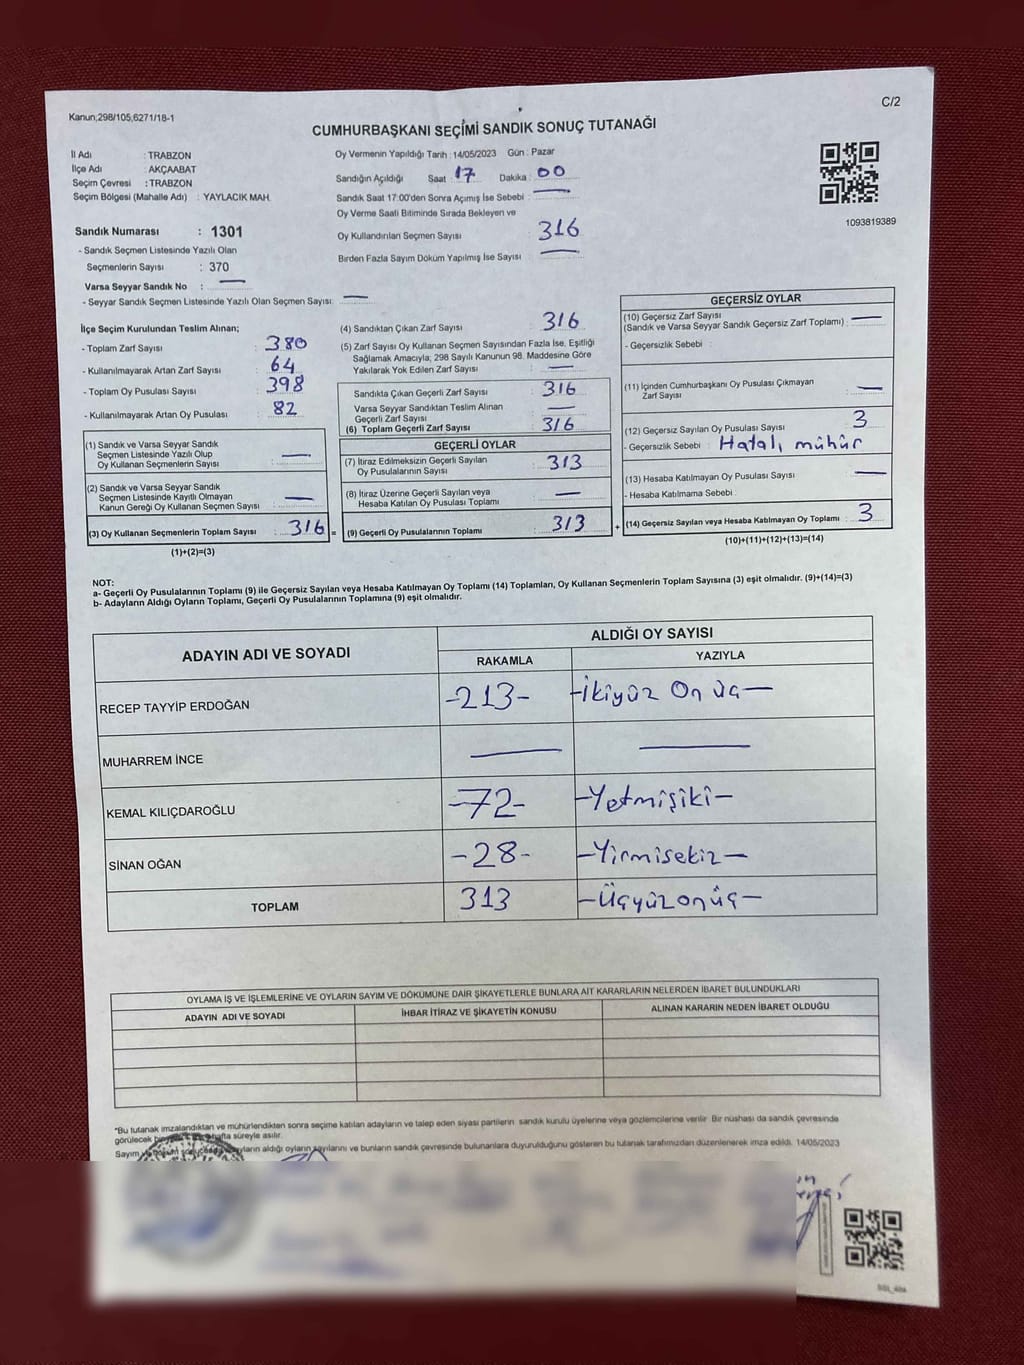 C/2
Kanun;298/105,6271/18-1
CUMHURBAŞKANI SEÇİMİ SANDIK SONUÇ TUTANAĞI
İl Adı : TRABZON
İlçe Adı : AKÇAABAT
Seçim Çevresi : TRABZON
Seçim Bölgesi (Mahalle Adı) : YAYLACIK MAH.
Sandık Numarası : 1301
- Sandık Seçmen Listesinde Yazılı Olan
Seçmenlerin Sayısı : 370
Varsa Seyyar Sandık No : —
- Seyyar Sandık Seçmen Listesinde Yazılı Olan Seçmen Sayısı: —
Oy Vermenin Yapıldığı Tarih : 14/05/2023 Gün : Pazar
Sandığın Açıldığı Saat : 17 Dakika : 00
Sandık Saat 17:00'den Sonra Açımış İse Sebebi : —
Oy Verme Saati Bitiminde Sırada Bekleyen ve
Oy Kullandırılan Seçmen Sayısı : 316
Birden Fazla Sayım Döküm Yapılmış İse Sayısı : —
1093819389
İlçe Seçim Kurulundan Teslim Alınan;
- Toplam Zarf Sayısı : 380
- Kullanılmayarak Artan Zarf Sayısı : 64
- Toplam Oy Pusulası Sayısı : 398
- Kullanılmayarak Artan Oy Pusulası : 82
(1) Sandık ve Varsa Seyyar Sandık
Seçmen Listesinde Yazılı Olup
Oy Kullanan Seçmenlerin Sayısı : —
(2) Sandık ve Varsa Seyyar Sandık
Seçmen Listesinde Kayıtlı Olmayan
Kanun Gereği Oy Kullanan Seçmen Sayısı : —
(3) Oy Kullanan Seçmenlerin Toplam Sayısı : 316 =
(1)+(2)=(3)
(4) Sandıktan Çıkan Zarf Sayısı : 316
(5) Zarf Sayısı Oy Kullanan Seçmen Sayısından Fazla İse, Eşitliği
Sağlamak Amacıyla; 298 Sayılı Kanunun 98. Maddesine Göre
Yakılarak Yok Edilen Zarf Sayısı : —
Sandıkta Çıkan Geçerli Zarf Sayısı : 316
Varsa Seyyar Sandıktan Teslim Alınan
Geçerli Zarf Sayısı : —
(6) Toplam Geçerli Zarf Sayısı : 316
GEÇERLİ OYLAR
(7) İtiraz Edilmeksizin Geçerli Sayılan
Oy Pusulalarının Sayısı : 313
(8) İtiraz Üzerine Geçerli Sayılan veya
Hesaba Katılan Oy Pusulası Toplamı : —
(9) Geçerli Oy Pusulalarının Toplamı : 313 +
GEÇERSİZ OYLAR
(10) Geçersiz Zarf Sayısı
(Sandık ve Varsa Seyyar Sandık Geçersiz Zarf Toplamı) : —
- Geçersizlik Sebebi :
(11) İçinden Cumhurbaşkanı Oy Pusulası Çıkmayan
Zarf Sayısı : —
(12) Geçersiz Sayılan Oy Pusulası Sayısı : 3
- Geçersizlik Sebebi : Hatalı mühür
(13) Hesaba Katılmayan Oy Pusulası Sayısı : —
- Hesaba Katılmama Sebebi :
(14) Geçersiz Sayılan veya Hesaba Katılmayan Oy Toplamı : 3
(10)+(11)+(12)+(13)=(14)
NOT:
a- Geçerli Oy Pusulalarının Toplamı (9) ile Geçersiz Sayılan veya Hesaba Katılmayan Oy Toplamı (14) Toplamları, Oy Kullanan Seçmenlerin Toplam Sayısına (3) eşit olmalıdır. (9)+(14)=(3)
b- Adayların Aldığı Oyların Toplamı, Geçerli Oy Pusulalarının Toplamına (9) eşit olmalıdır.
ADAYIN ADI VE SOYADI
ALDIĞI OY SAYISI
RAKAMLA YAZIYLA
RECEP TAYYİP ERDOĞAN -213- -İkiyüz On üç-
MUHARREM İNCE — —
KEMAL KILIÇDAROĞLU -72- -Yetmişiki-
SİNAN OĞAN -28- -Yirmisekiz-
TOPLAM 313 -Üçyüzonüç-
OYLAMA İŞ VE İŞLEMLERİNE VE OYLARIN SAYIM VE DÖKÜMÜNE DAİR ŞİKAYETLERLE BUNLARA AİT KARARLARIN NELERDEN İBARET BULUNDUKLARI
ADAYIN ADI VE SOYADI İHBAR İTİRAZ VE ŞİKAYETİN KONUSU ALINAN KARARIN NEDEN İBARET OLDUĞU
"Bu tutanak imzalandıktan ve mühürlendikten sonra seçime katılan adayların ve talep eden siyasi partilerin sandık kurulu üyelerine veya gözlemcilerine verilir. Bir nüshası da sandık çevresinde
görülecek hafta süreyle asılır.
Sayım aldığı oyların sayılarını ve bunların sandık çevresinde bulunanlara duyurulduğunu gösteren bu tutanak tarafımızdan düzenlenerek imza edildi. 14/05/2023